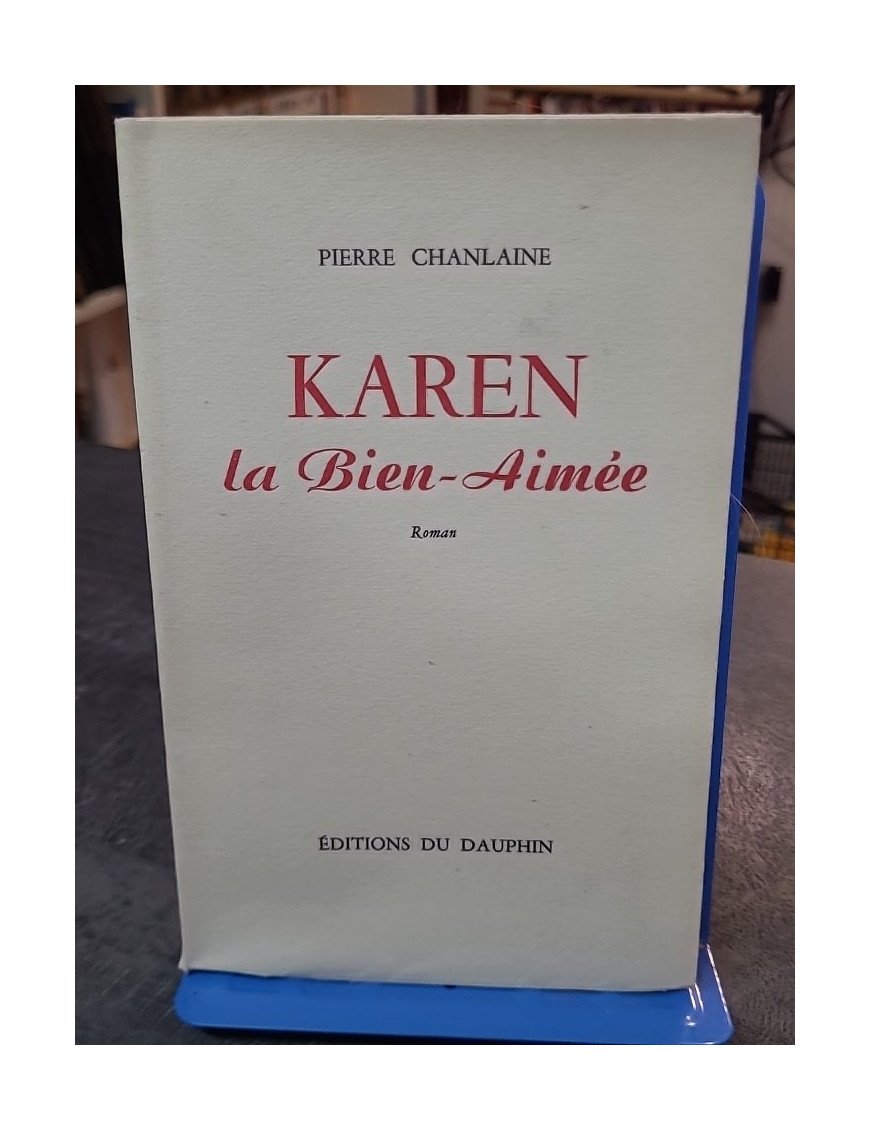 PIERRE CHANLAINE
KAREN
la Bien-Aimée
Roman
ÉDITIONS DU DAUPHIN